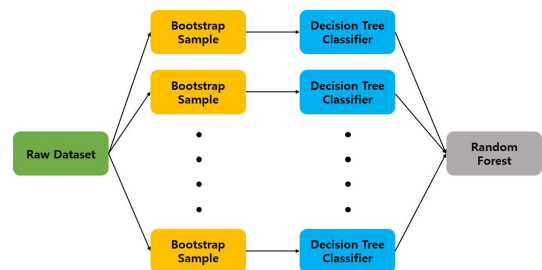 Bootstrap
Sample
Decision Tree
Classifier
Bootstrap
Sample
Decision Tree
Classifier
Raw Dataset
Random
Forest
Bootstrap
Sample
Decision Tree
Classifier